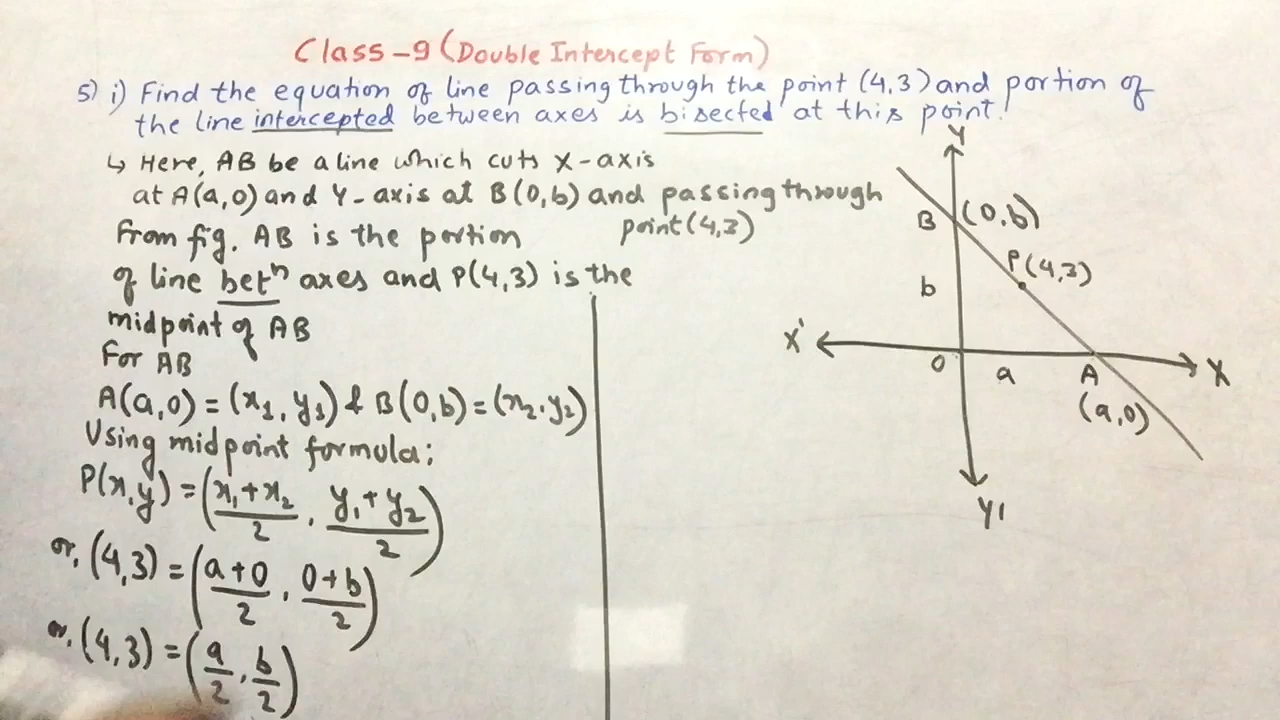 Class-9 (Double Intercept Form)
5) i) Find the equation of line passing through the point (4,3) and portion of
the line intercepted between axes is bisected at this point.
↳ Here, AB be a line which cuts X-axis
at A(a,0) and Y-axis at B(0,b) and passing through
point(4,3)
From fig. AB is the portion
of line betⁿ axes and P(4,3) is the
midpoint of AB
For AB
A(a,0) = (x₁, y₁) & B(0,b) = (x₂, y₂)
Using midpoint formula;
P(x,y) = (x₁+x₂/2, y₁+y₂/2)
or, (4,3) = (a+0/2, 0+b/2)
or, (4,3) = (a/2, b/2)
Y
B (0,b)
P(4,3)
b
X'
O
a
A
X
(a,0)
Y'